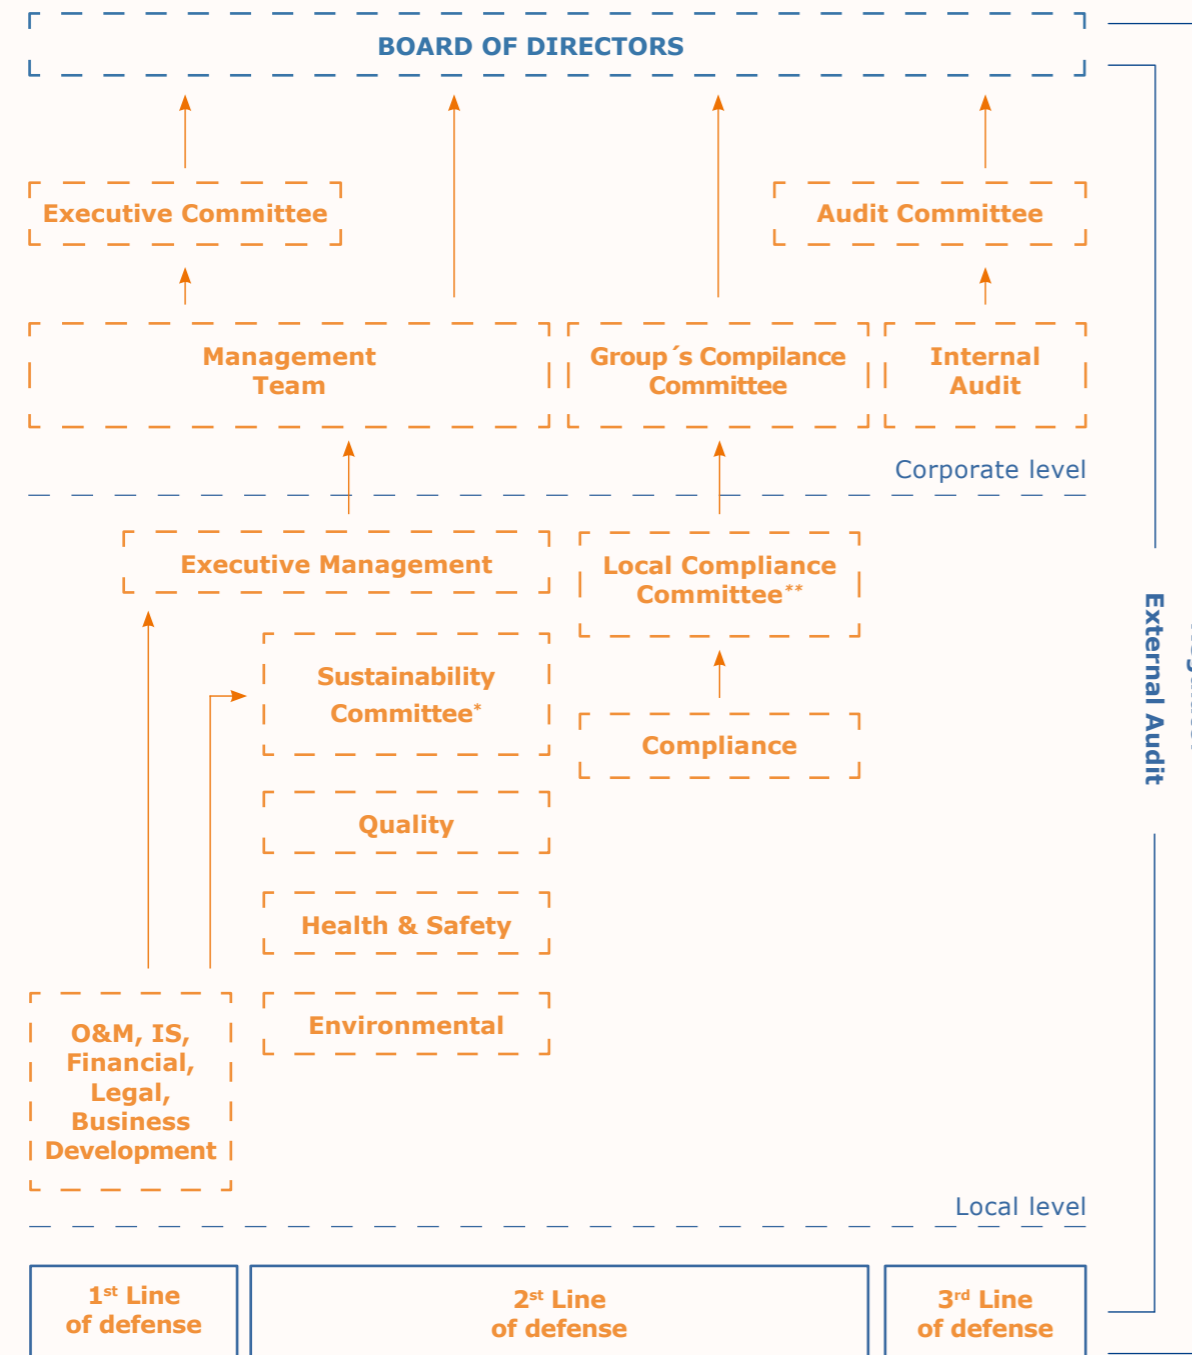 BOARD OF DIRECTORS
Executive Committee
Audit Committee
Management
Team
Group´s Compilance
Committee
Internal
Audit
Corporate level
Executive Management
Local Compliance
Committee**
Sustainability
Committee*
Compliance
Quality
Health & Safety
Environmental
O&M, IS,
Financial,
Legal,
Business
Development
External Audit
Local level
1st Line
of defense
2st Line
of defense
3rd Line
of defense